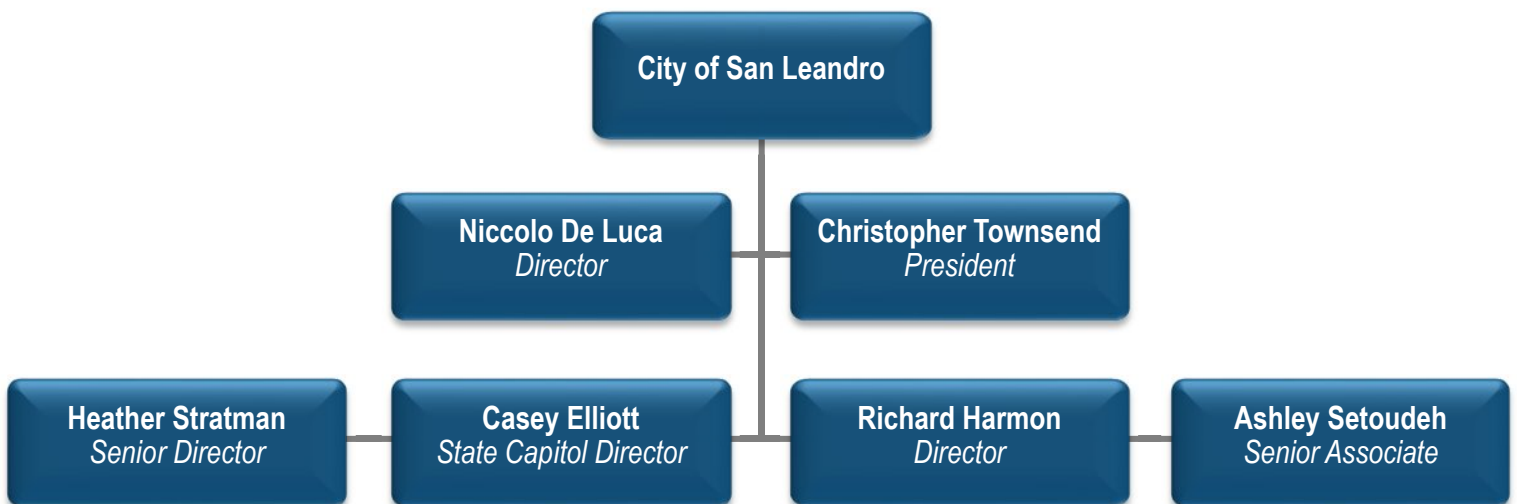 City of San Leandro
Niccolo De Luca
Director
Christopher Townsend
President
Heather Stratman
Senior Director
Casey Elliott
State Capitol Director
Richard Harmon
Director
Ashley Setoudeh
Senior Associate